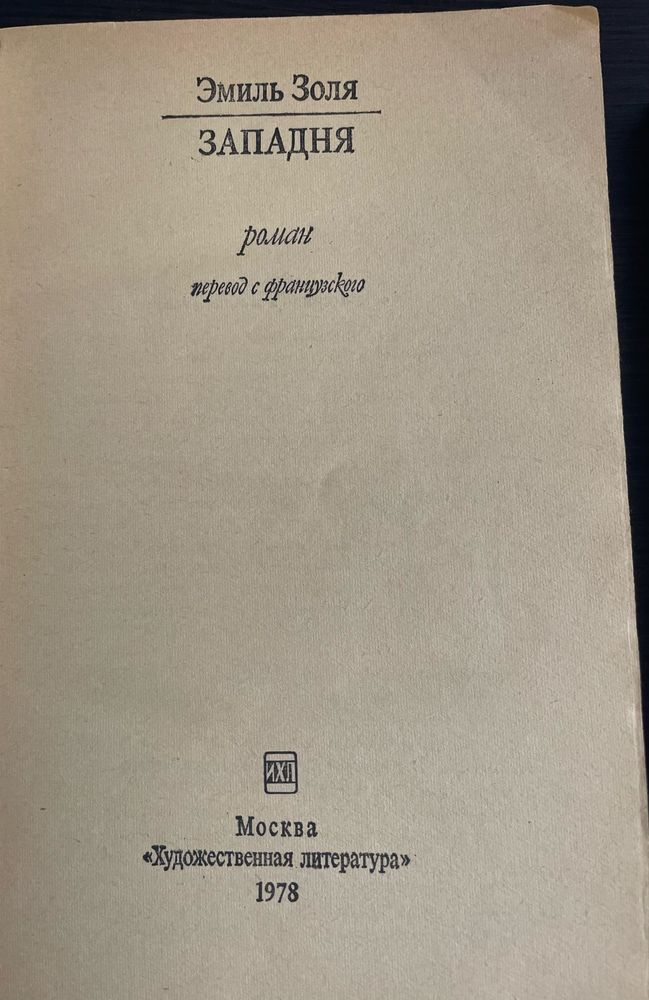 Эмиль Золя
ЗАПАДНЯ
роман
перевод с французского
ИХЛ
Москва
«Художественная литература»
1978